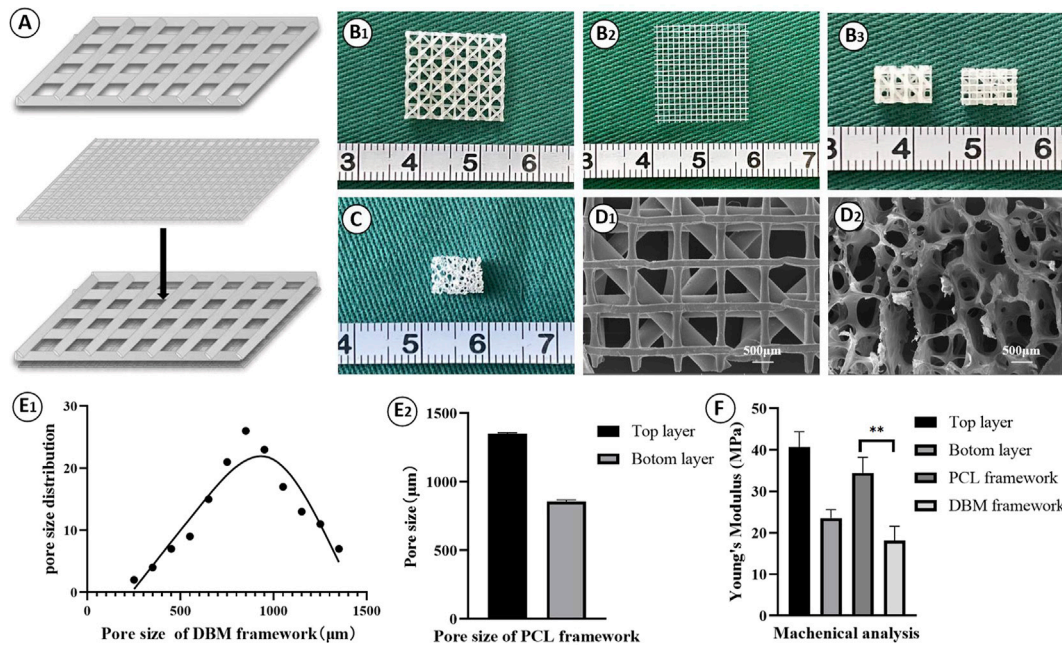 A
B1
B2
B3
3 4 5 6
3 4 5 6 7
3 4 5 6
C
D1
D2
4 5 6 7
500μm
500μm
E1
pore size distribution
30
20
10
0
0 500 1000 1500
Pore size of DBM framework(μm)
E2
Pore size(μm)
1500
1000
500
0
Top layer
Botom layer
Pore size of PCL framework
F
Young's Modulus (MPa)
50
40
30
20
10
0
**
Top layer
Botom layer
PCL framework
DBM framework
Machenical analysis